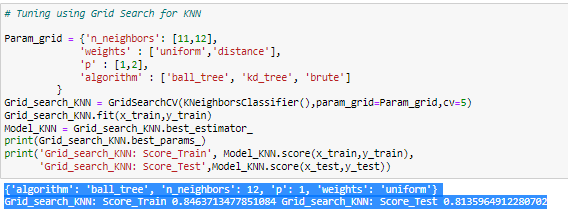 # Tuning using Grid Search for KNN
Param_grid = {'n_neighbors': [11,12],
'weights' : ['uniform','distance'],
'p' : [1,2],
'algorithm' : ['ball_tree', 'kd_tree', 'brute']
}
Grid_search_KNN = GridSearchCV(KNeighborsClassifier(),param_grid=Param_grid,cv=5)
Grid_search_KNN.fit(x_train,y_train)
Model_KNN = Grid_search_KNN.best_estimator_
print(Grid_search_KNN.best_params_)
print('Grid_search_KNN: Score_Train', Model_KNN.score(x_train,y_train),
'Grid_search_KNN: Score_Test',Model_KNN.score(x_test,y_test))
{'algorithm': 'ball_tree', 'n_neighbors': 12, 'p': 1, 'weights': 'uniform'}
Grid_search_KNN: Score_Train 0.8463713477851084 Grid_search_KNN: Score_Test 0.8135964912280702